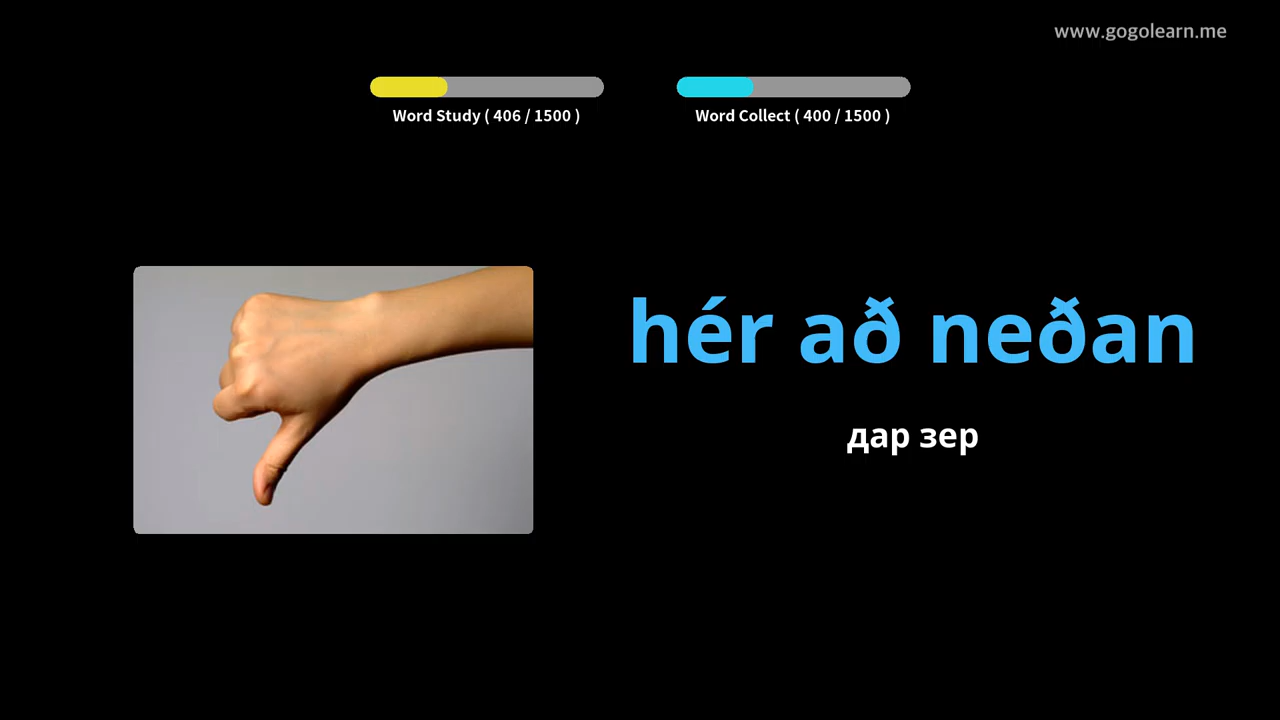 www.gogolearn.me
Word Study ( 406 / 1500 )
Word Collect ( 400 / 1500 )
hér að neðan
дар зер